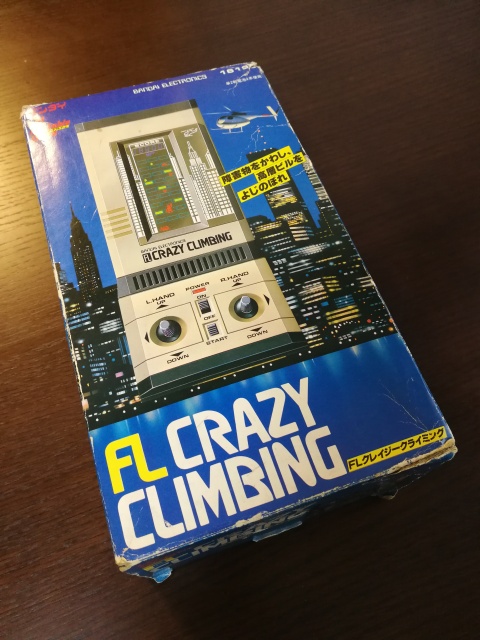 BANDAI ELECTRONICS
障害物をかわし、
高層ビルを
よじのぼれ
SCORE
BANDAI ELECTRONICS
FL CRAZY CLIMBING
L.HAND
UP
POWER
ON
OFF
R.HAND
UP
DOWN
START
DOWN
FL CRAZY
CLIMBING
FLクレイジークライミング